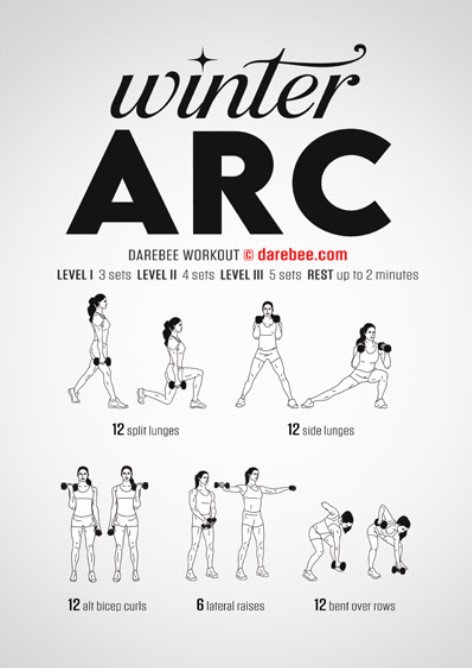 winter
ARC
DAREBEE WORKOUT © darebee.com
LEVEL I 3 sets LEVEL II 4 sets LEVEL III 5 sets REST up to 2 minutes
12 split lunges
12 side lunges
12 alt bicep curls
6 lateral raises
12 bent over rows